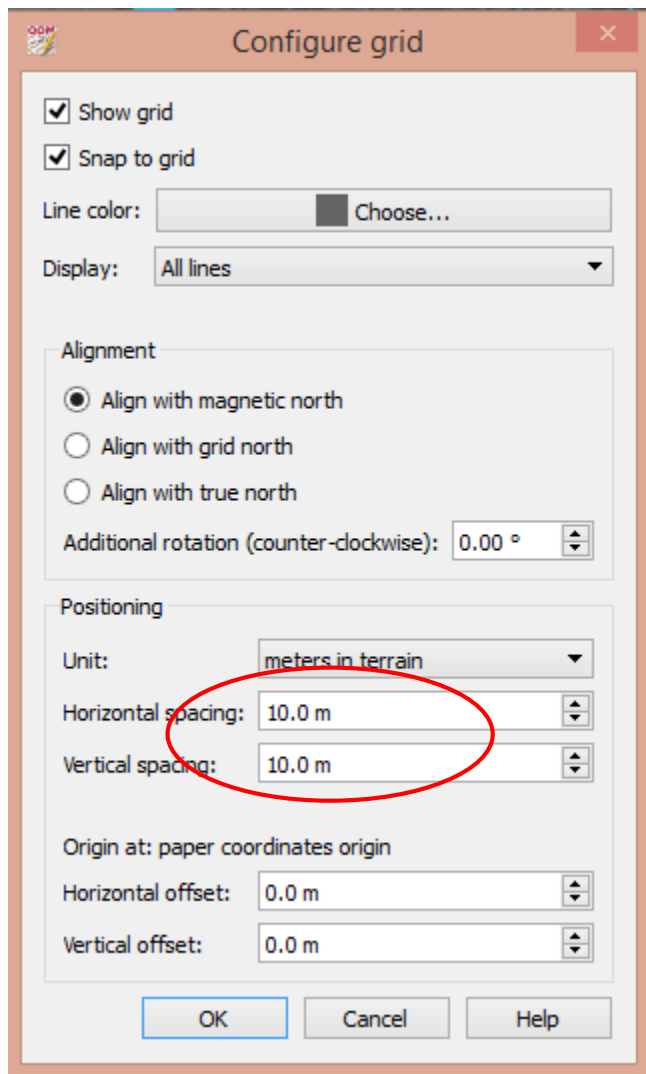 OOM
Configure grid
Show grid
Snap to grid
Line color: Choose...
Display: All lines
Alignment
Align with magnetic north
Align with grid north
Align with true north
Additional rotation (counter-clockwise): 0.00 °
Positioning
Unit: meters in terrain
Horizontal spacing: 10.0 m
Vertical spacing: 10.0 m
Origin at: paper coordinates origin
Horizontal offset: 0.0 m
Vertical offset: 0.0 m
OK Cancel Help